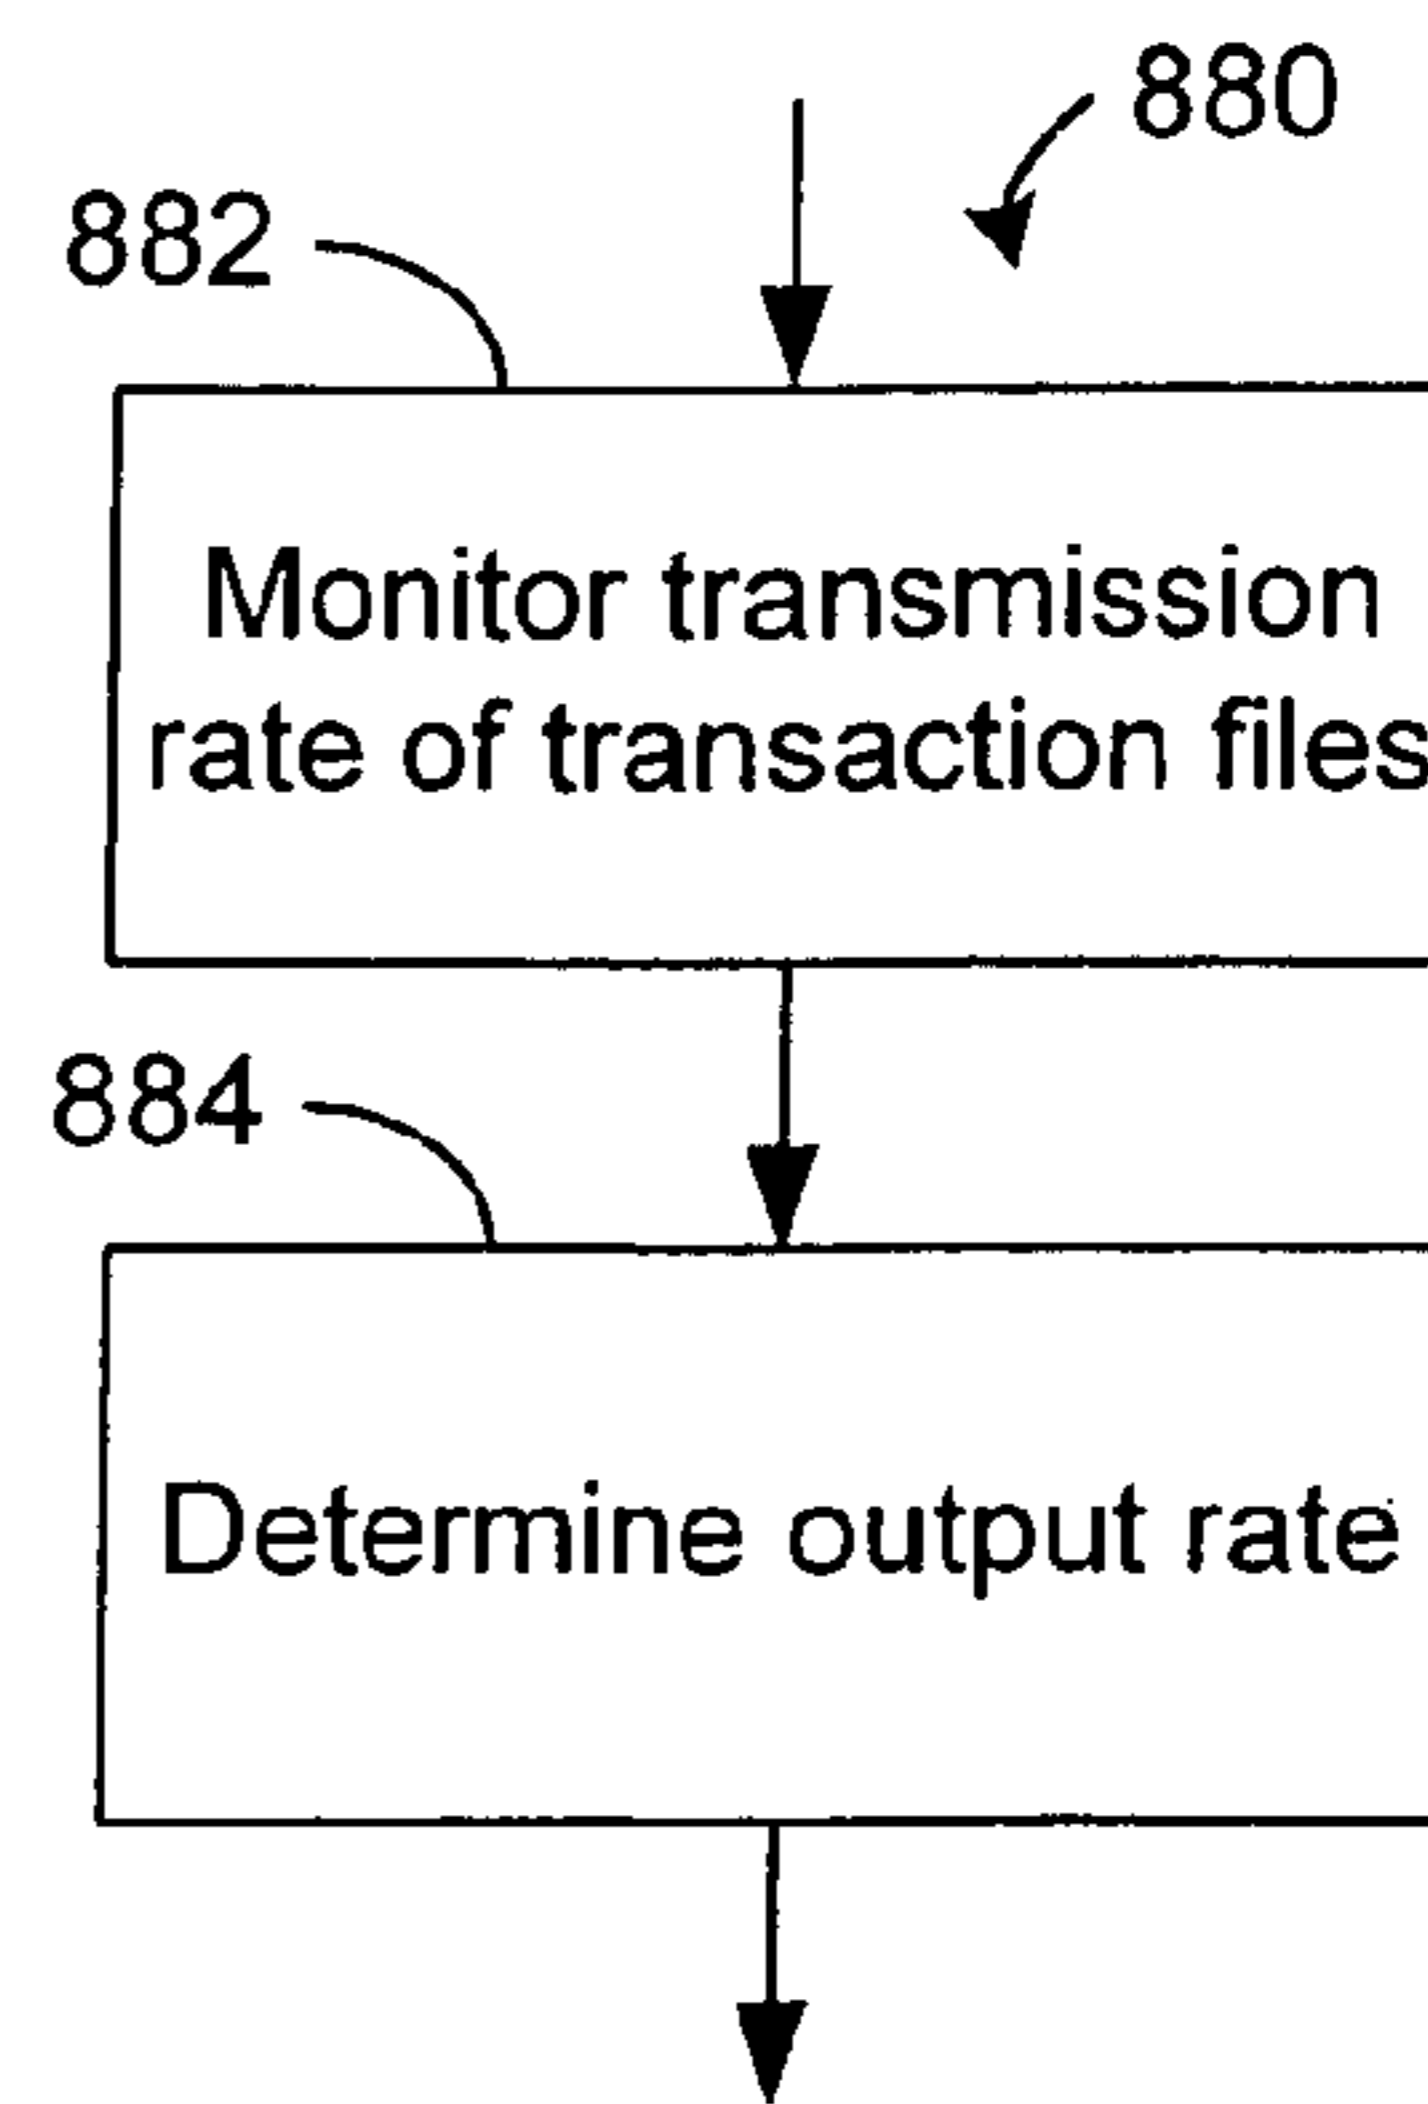 880
882
Monitor transmission
rate of transaction files
884
Determine output rate